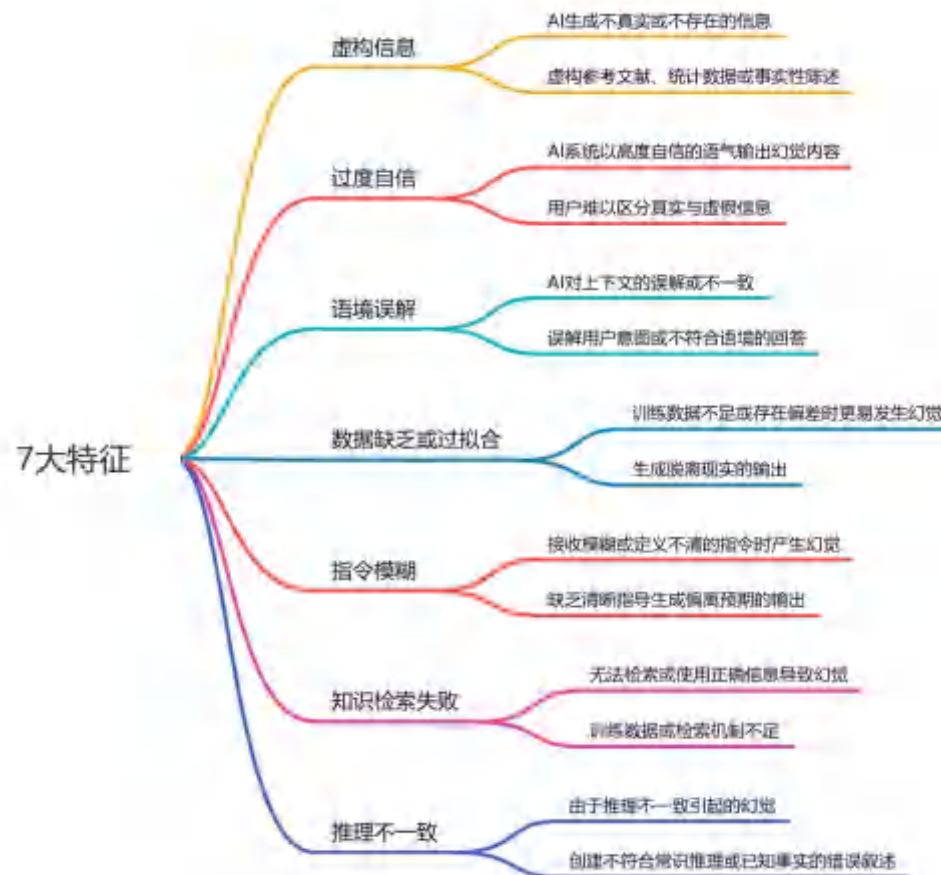 7大特征
虚构信息
AI生成不真实或不存在的信息
虚构参考文献、统计数据或事实性陈述
过度自信
AI系统以高度自信的语气输出幻觉内容
用户难以区分真实与虚假信息
语境误解
AI对上下文的误解或不一致
误解用户意图或不符合语境的回答
数据缺乏或过拟合
训练数据不足或存在偏差时更易发生幻觉
生成脱离现实的输出
指令模糊
接收模糊或定义不清的指令时产生幻觉
缺乏清晰指导生成偏离预期的输出
知识检索失败
无法检索或使用正确信息导致幻觉
训练数据或检索机制不足
推理不一致
由于推理不一致引起的幻觉
创建不符合常识推理或已知事实的错误叙述